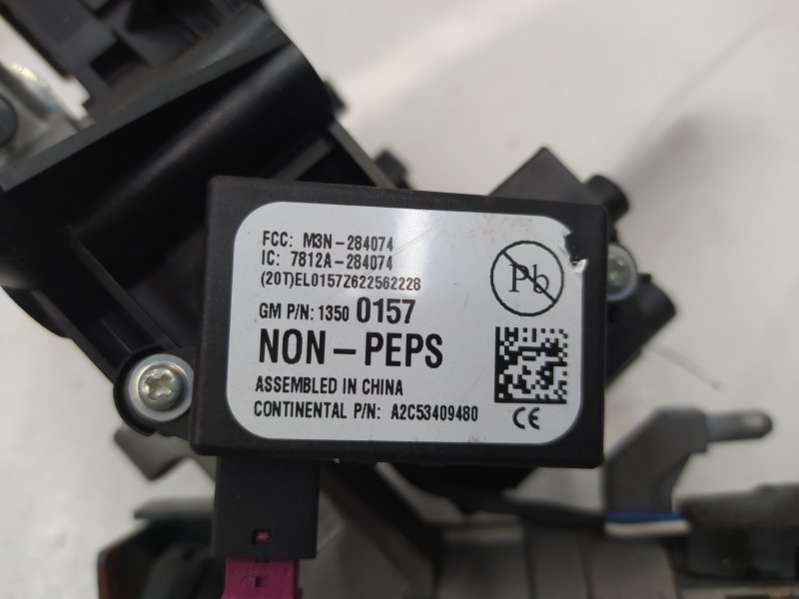 FCC: M3N-284074
IC: 7812A-284074
(20T)EL0157Z622562228
GM P/N: 1350 0157
NON-PEPS
ASSEMBLED IN CHINA
CONTINENTAL P/N: A2C53409480
Pb
CE